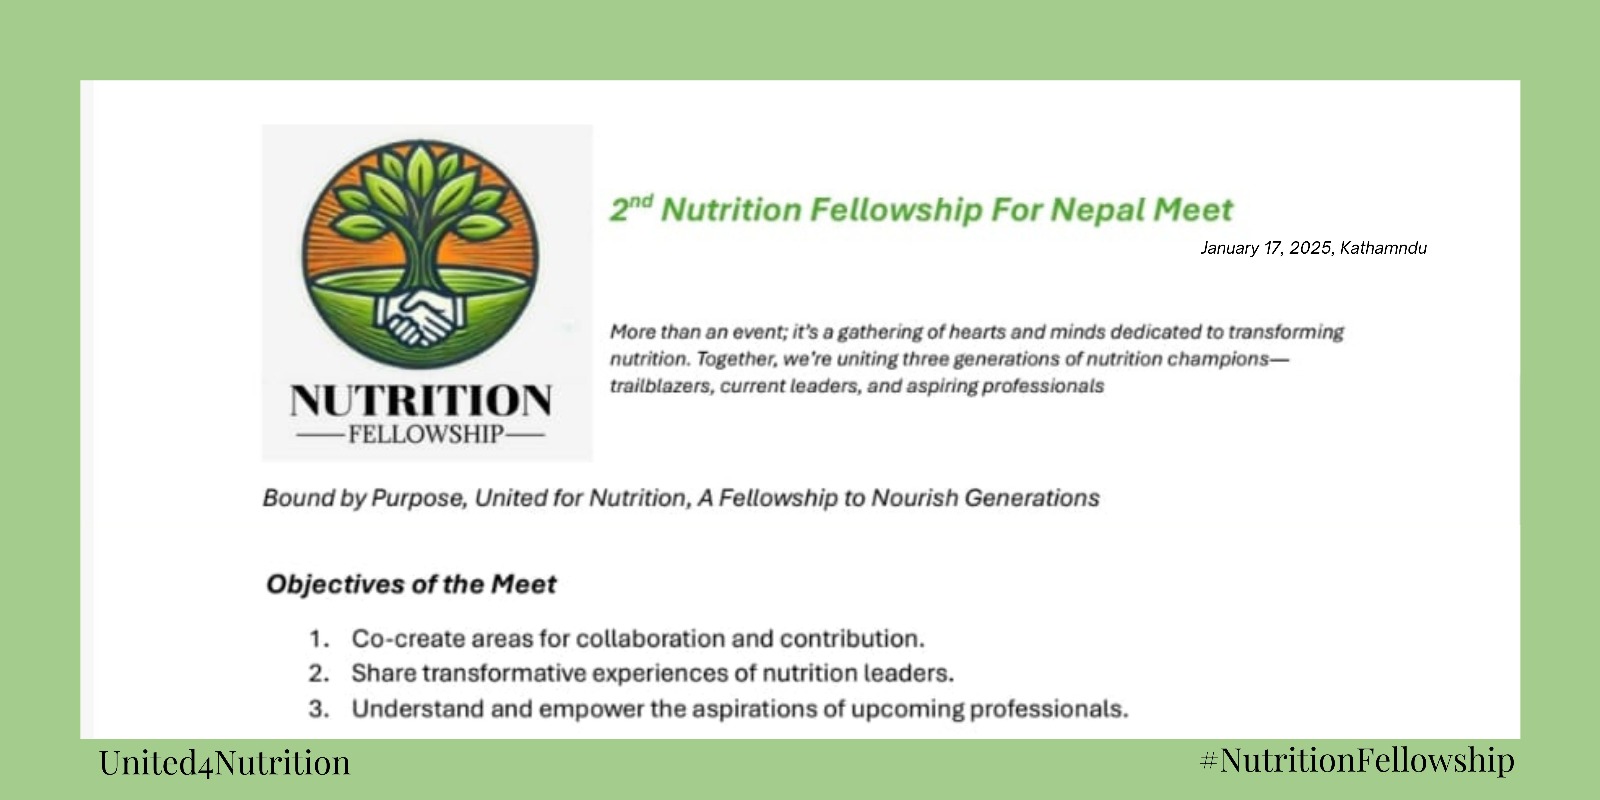 2nd Nutrition Fellowship For Nepal Meet
January 17, 2025, Kathamndu
More than an event; it's a gathering of hearts and minds dedicated to transforming
nutrition. Together, we're uniting three generations of nutrition champions—
trailblazers, current leaders, and aspiring professionals
NUTRITION
FELLOWSHIP
Bound by Purpose, United for Nutrition, A Fellowship to Nourish Generations
Objectives of the Meet
1. Co-create areas for collaboration and contribution.
2. Share transformative experiences of nutrition leaders.
3. Understand and empower the aspirations of upcoming professionals.
United4Nutrition
#NutritionFellowship